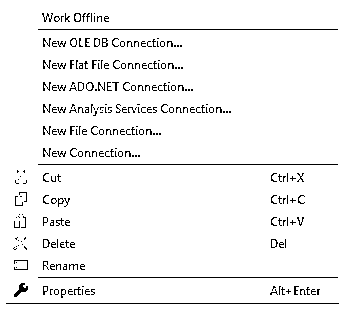 Work Offline
New OLE DB Connection...
New Flat File Connection...
New ADO.NET Connection...
New Analysis Services Connection...
New File Connection...
New Connection...
Cut Ctrl+X
Copy Ctrl+C
Paste Ctrl+V
Delete Del
Rename
Properties Alt+Enter